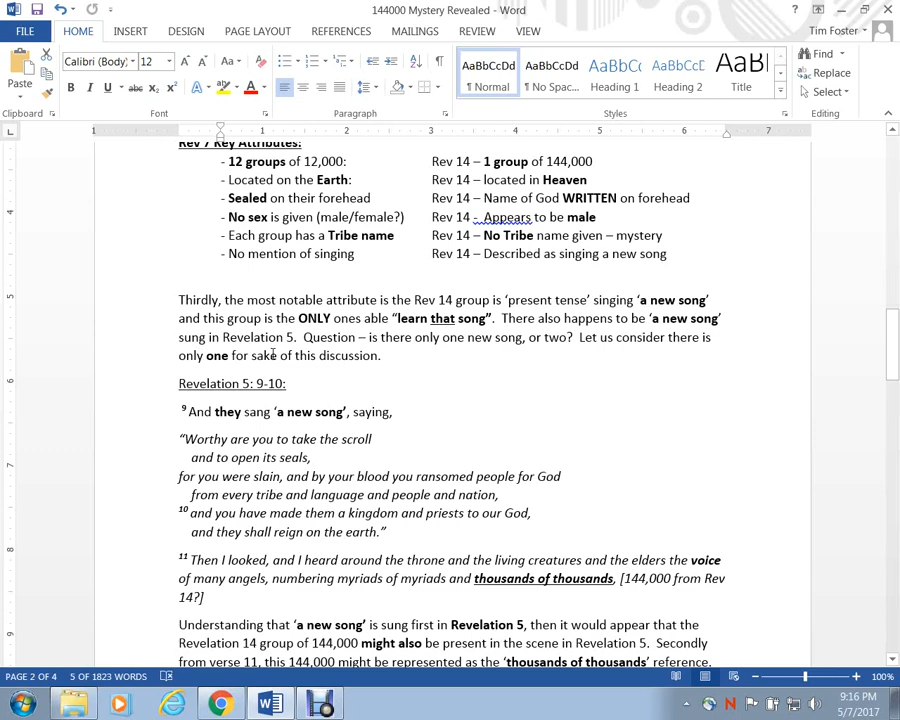 144000 Mystery Revealed - Word
FILE HOME INSERT DESIGN PAGE LAYOUT REFERENCES MAILINGS REVIEW VIEW Tim Foster
Paste
Calibri (Body) 12
AaBbCcDd AaBbCcDd AaBbCc AaBbCcD AaBl
¶ Normal ¶ No Spac... Heading 1 Heading 2 Title
Find
Replace
Select
Clipboard Font Paragraph Styles Editing
1 1 2 3 4 5 6 7
Rev 7 Key Attributes:
- 12 groups of 12,000: Rev 14 – 1 group of 144,000
- Located on the Earth: Rev 14 – located in Heaven
- Sealed on their forehead Rev 14 – Name of God WRITTEN on forehead
- No sex is given (male/female?) Rev 14 - Appears to be male
- Each group has a Tribe name Rev 14 – No Tribe name given – mystery
- No mention of singing Rev 14 – Described as singing a new song
Thirdly, the most notable attribute is the Rev 14 group is ‘present tense’ singing ‘a new song’
and this group is the ONLY ones able “learn that song”. There also happens to be ‘a new song’
sung in Revelation 5. Question – is there only one new song, or two? Let us consider there is
only one for sake of this discussion.
Revelation 5: 9-10:
9 And they sang ‘a new song’, saying,
“Worthy are you to take the scroll
and to open its seals,
for you were slain, and by your blood you ransomed people for God
from every tribe and language and people and nation,
10 and you have made them a kingdom and priests to our God,
and they shall reign on the earth.”
11 Then I looked, and I heard around the throne and the living creatures and the elders the voice
of many angels, numbering myriads of myriads and thousands of thousands, [144,000 from Rev
14?]
Understanding that ‘a new song’ is sung first in Revelation 5, then it would appear that the
Revelation 14 group of 144,000 might also be present in the scene in Revelation 5. Secondly
from verse 11, this 144,000 might be represented as the ‘thousands of thousands’ reference.
4
5
6
7
8
9
PAGE 2 OF 4 5 OF 1823 WORDS 100%
9:16 PM
5/7/2017